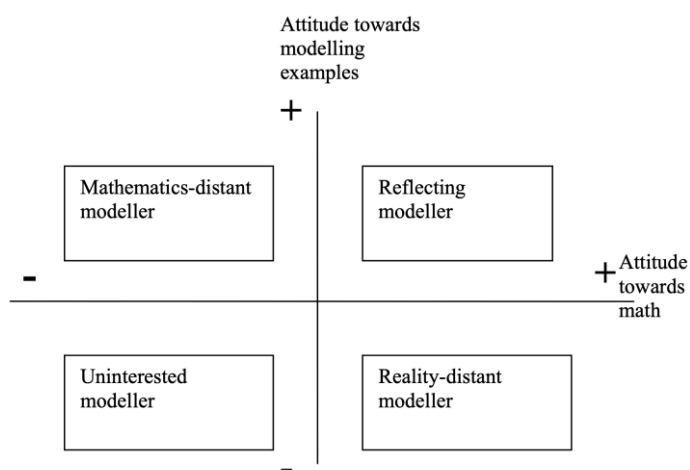 Attitude towards
modelling
examples
+
Mathematics-distant
modeller
Reflecting
modeller
-
+
Attitude
towards
math
Uninterested
modeller
Reality-distant
modeller
-